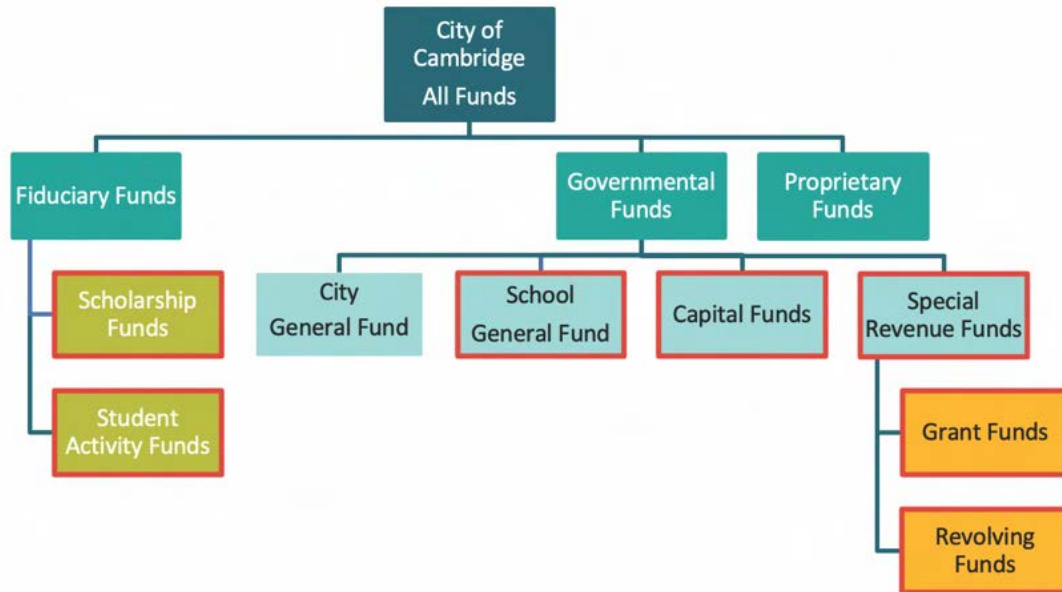 City of
Cambridge
All Funds
Fiduciary Funds
Governmental
Funds
Proprietary
Funds
Scholarship
Funds
City
General Fund
School
General Fund
Capital Funds
Special
Revenue Funds
Student
Activity Funds
Grant Funds
Revolving
Funds